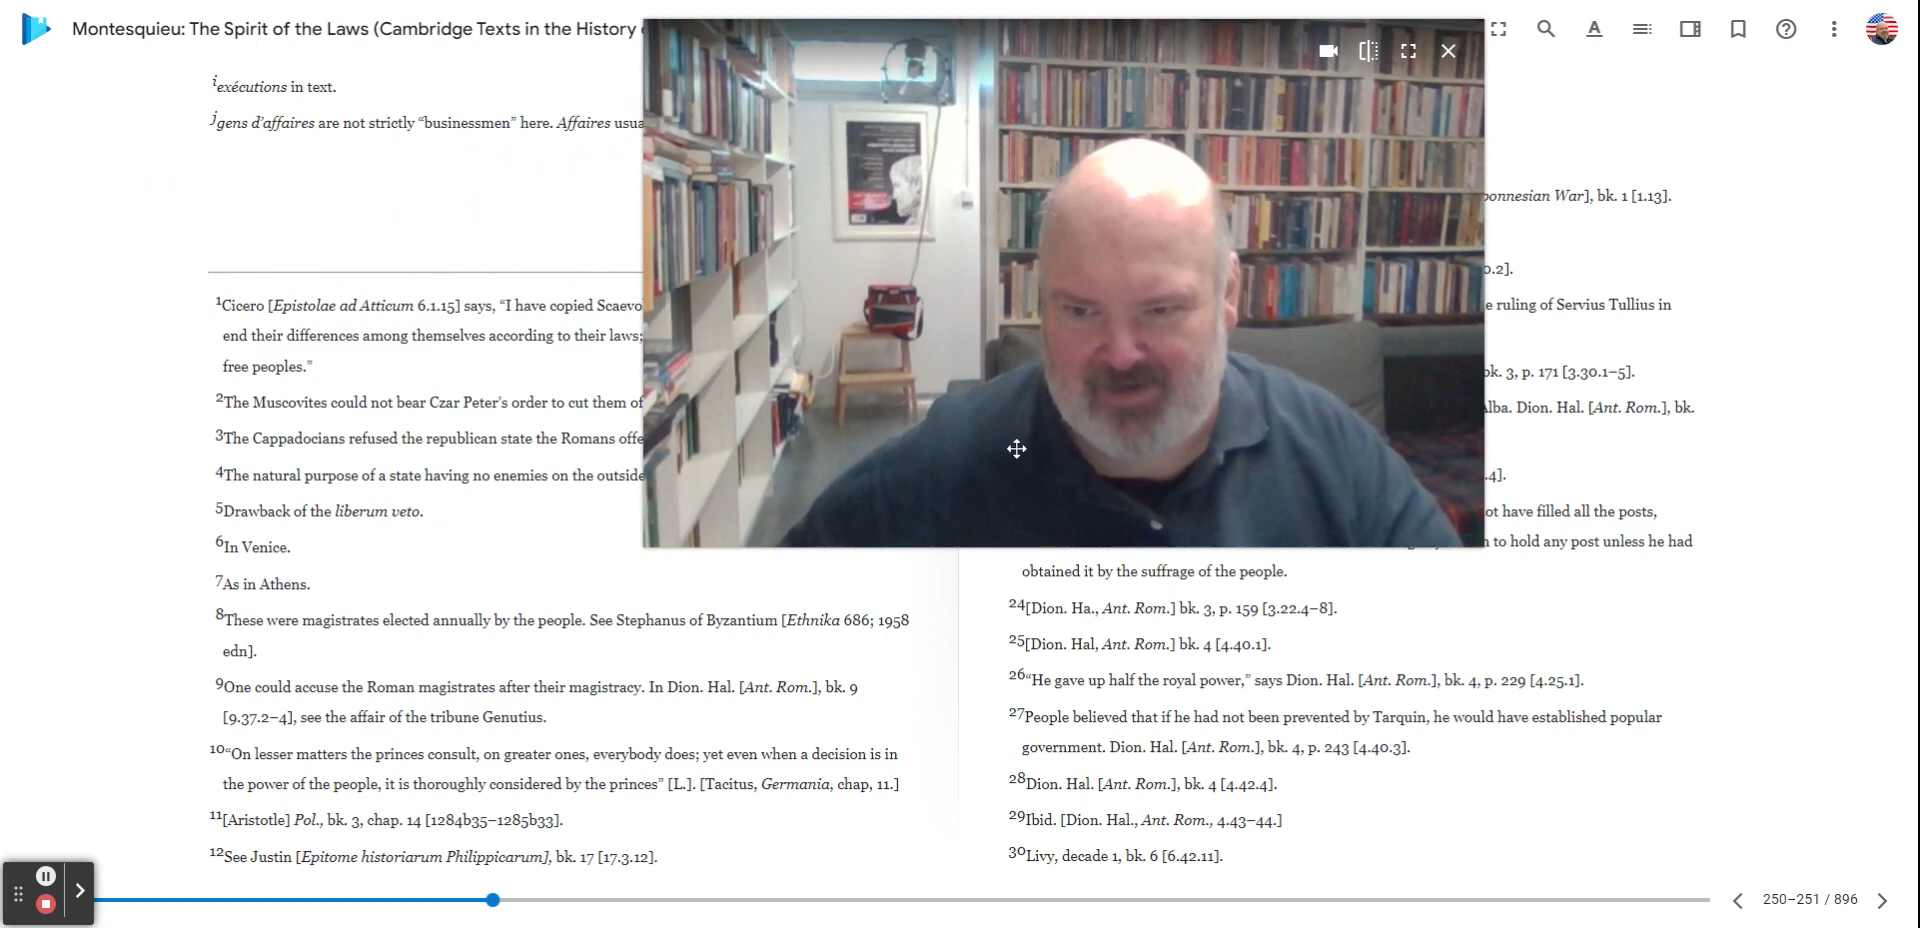 Montesquieu: The Spirit of the Laws (Cambridge Texts in the History
i exécutions in text.
j gens d'affaires are not strictly “businessmen” here. Affaires usua
1Cicero [Epistolae ad Atticum 6.1.15] says, “I have copied Scaevo
end their differences among themselves according to their laws;
free peoples.”
2The Muscovites could not bear Czar Peter’s order to cut them of
3The Cappadocians refused the republican state the Romans offe
4The natural purpose of a state having no enemies on the outside
5Drawback of the liberum veto.
6In Venice.
7As in Athens.
8These were magistrates elected annually by the people. See Stephanus of Byzantium [Ethnika 686; 1958
edn].
9One could accuse the Roman magistrates after their magistracy. In Dion. Hal. [Ant. Rom.], bk. 9
[9.37.2–4], see the affair of the tribune Genutius.
10“On lesser matters the princes consult, on greater ones, everybody does; yet even when a decision is in
the power of the people, it is thoroughly considered by the princes” [L.]. [Tacitus, Germania, chap, 11.]
11[Aristotle] Pol., bk. 3, chap. 14 [1284b35–1285b33].
12See Justin [Epitome historiarum Philippicarum], bk. 17 [17.3.12].
ponnesian War], bk. 1 [1.13].
0.2].
e ruling of Servius Tullius in
bk. 3, p. 171 [3.30.1–5].
Alba. Dion. Hal. [Ant. Rom.], bk.
.4].
ot have filled all the posts,
n to hold any post unless he had
obtained it by the suffrage of the people.
24[Dion. Ha., Ant. Rom.] bk. 3, p. 159 [3.22.4–8].
25[Dion. Hal, Ant. Rom.] bk. 4 [4.40.1].
26“He gave up half the royal power,” says Dion. Hal. [Ant. Rom.], bk. 4, p. 229 [4.25.1].
27People believed that if he had not been prevented by Tarquin, he would have established popular
government. Dion. Hal. [Ant. Rom.], bk. 4, p. 243 [4.40.3].
28Dion. Hal. [Ant. Rom.], bk. 4 [4.42.4].
29Ibid. [Dion. Hal., Ant. Rom., 4.43–44.]
30Livy, decade 1, bk. 6 [6.42.11].
250–251 / 896